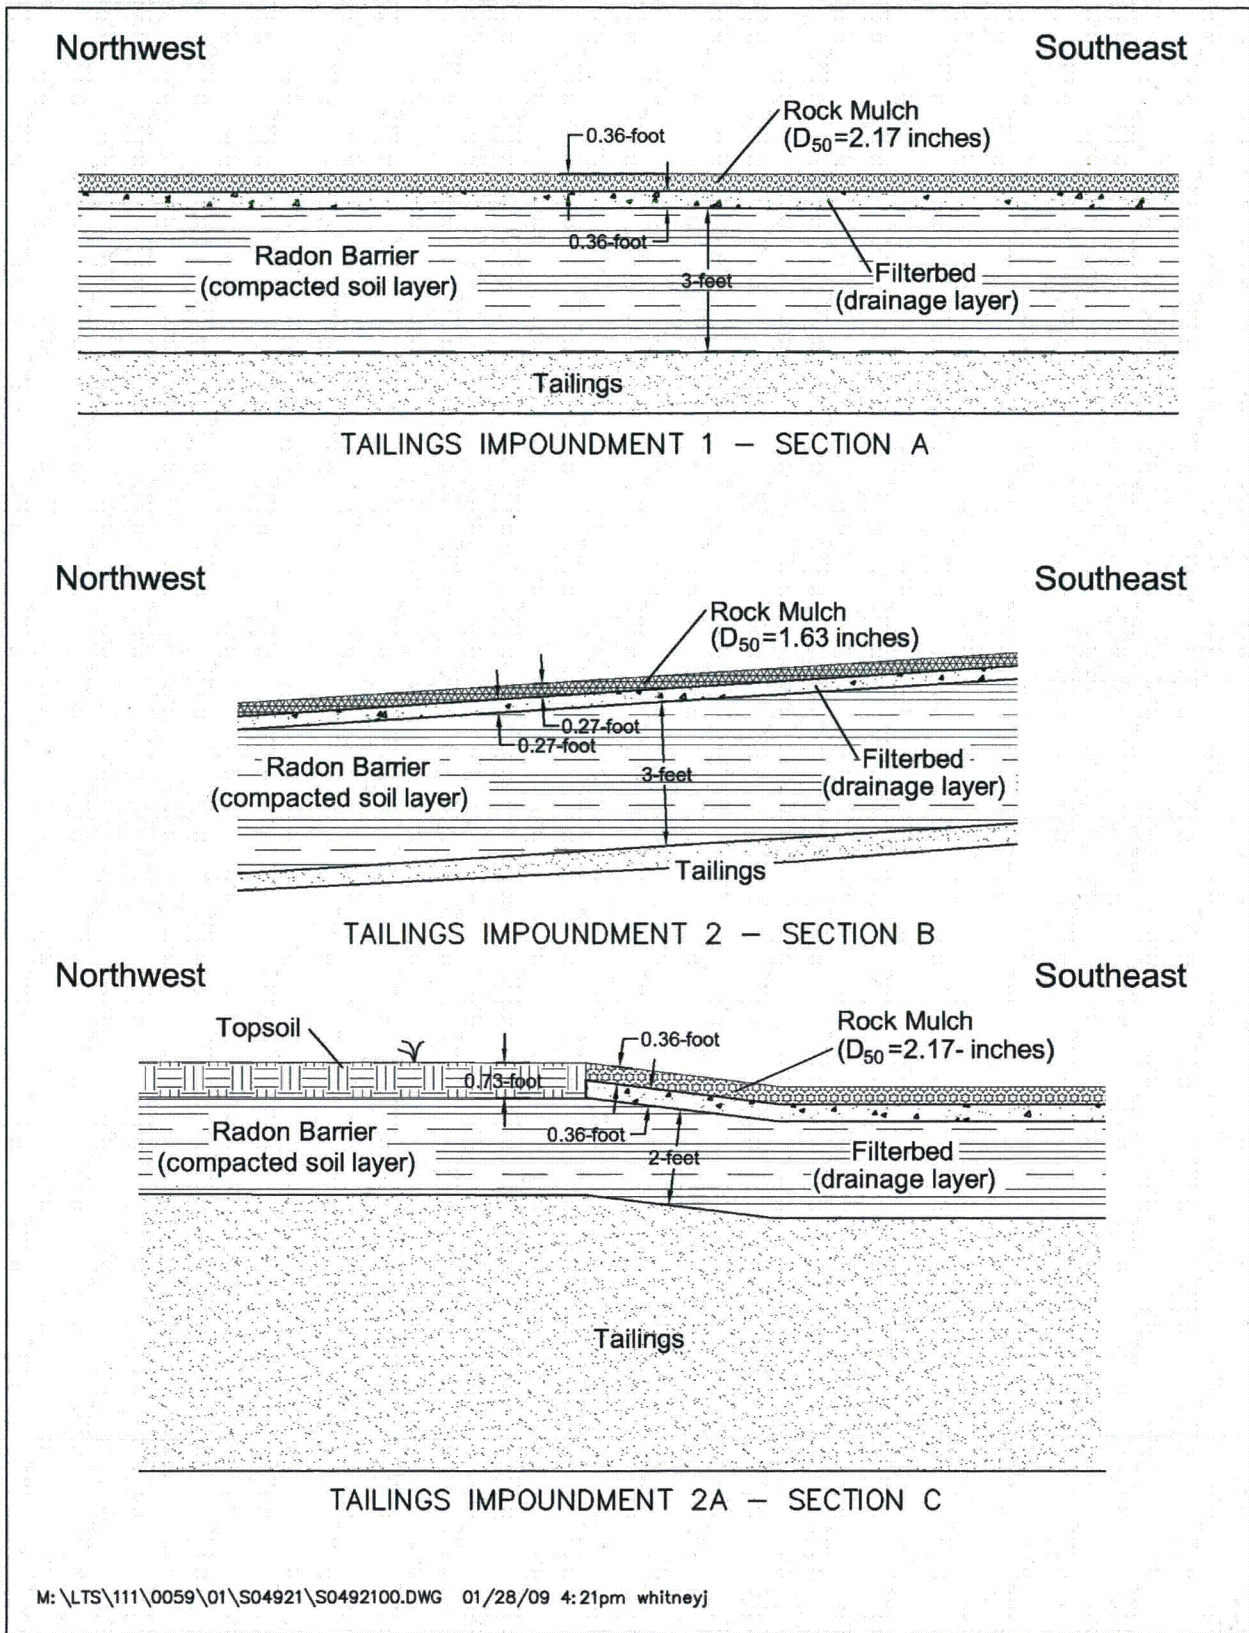 Northwest
Southeast
Rock Mulch
(D50=2.17 inches)
0.36-foot
0.36-foot
Radon Barrier
(compacted soil layer)
3-feet
Filterbed
(drainage layer)
Tailings
TAILINGS IMPOUNDMENT 1 – SECTION A
Northwest
Southeast
Rock Mulch
(D50=1.63 inches)
0.27-foot
0.27-foot
Radon Barrier
(compacted soil layer)
3-feet
Filterbed
(drainage layer)
Tailings
TAILINGS IMPOUNDMENT 2 – SECTION B
Northwest
Southeast
Topsoil
Rock Mulch
(D50=2.17- inches)
0.36-foot
0.73-foot
Radon Barrier
(compacted soil layer)
0.36-foot
2-feet
Filterbed
(drainage layer)
Tailings
TAILINGS IMPOUNDMENT 2A – SECTION C
M:\LTS\111\0059\01\S04921\S0492100.DWG 01/28/09 4:21pm whitneyj